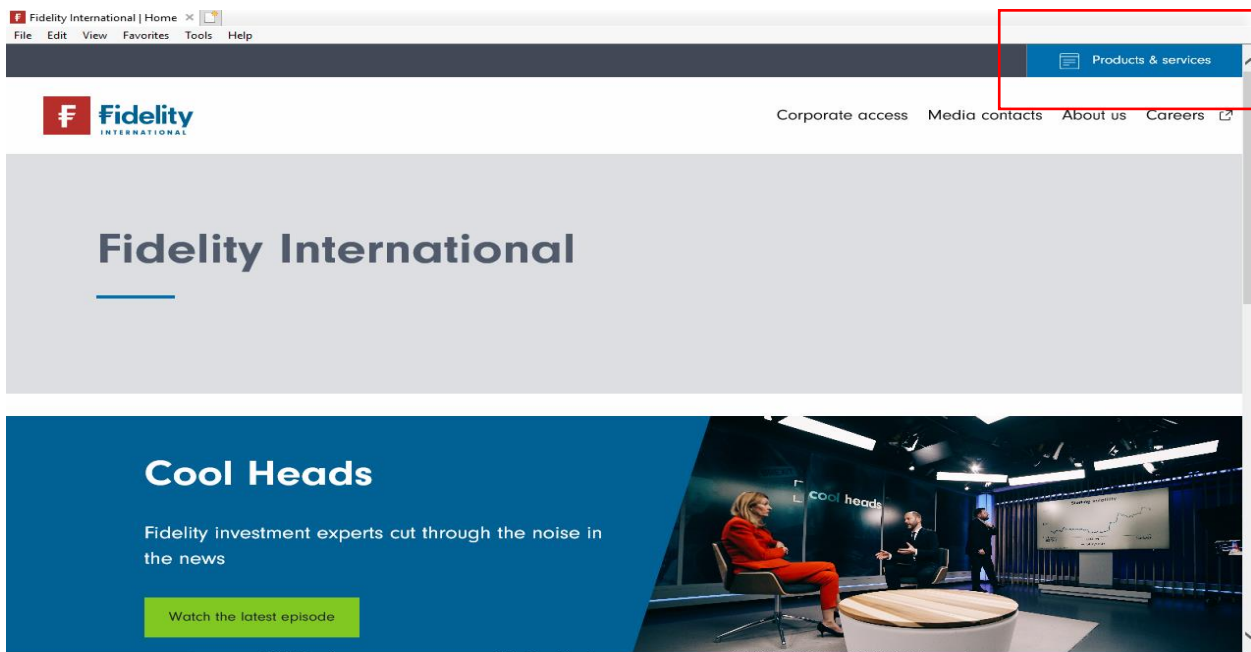 Fidelity International | Home
File Edit View Favorites Tools Help
Products & services
Fidelity
INTERNATIONAL
Corporate access Media contacts About us Careers
Fidelity International
Cool Heads
Fidelity investment experts cut through the noise in
the news
Watch the latest episode
cool heads